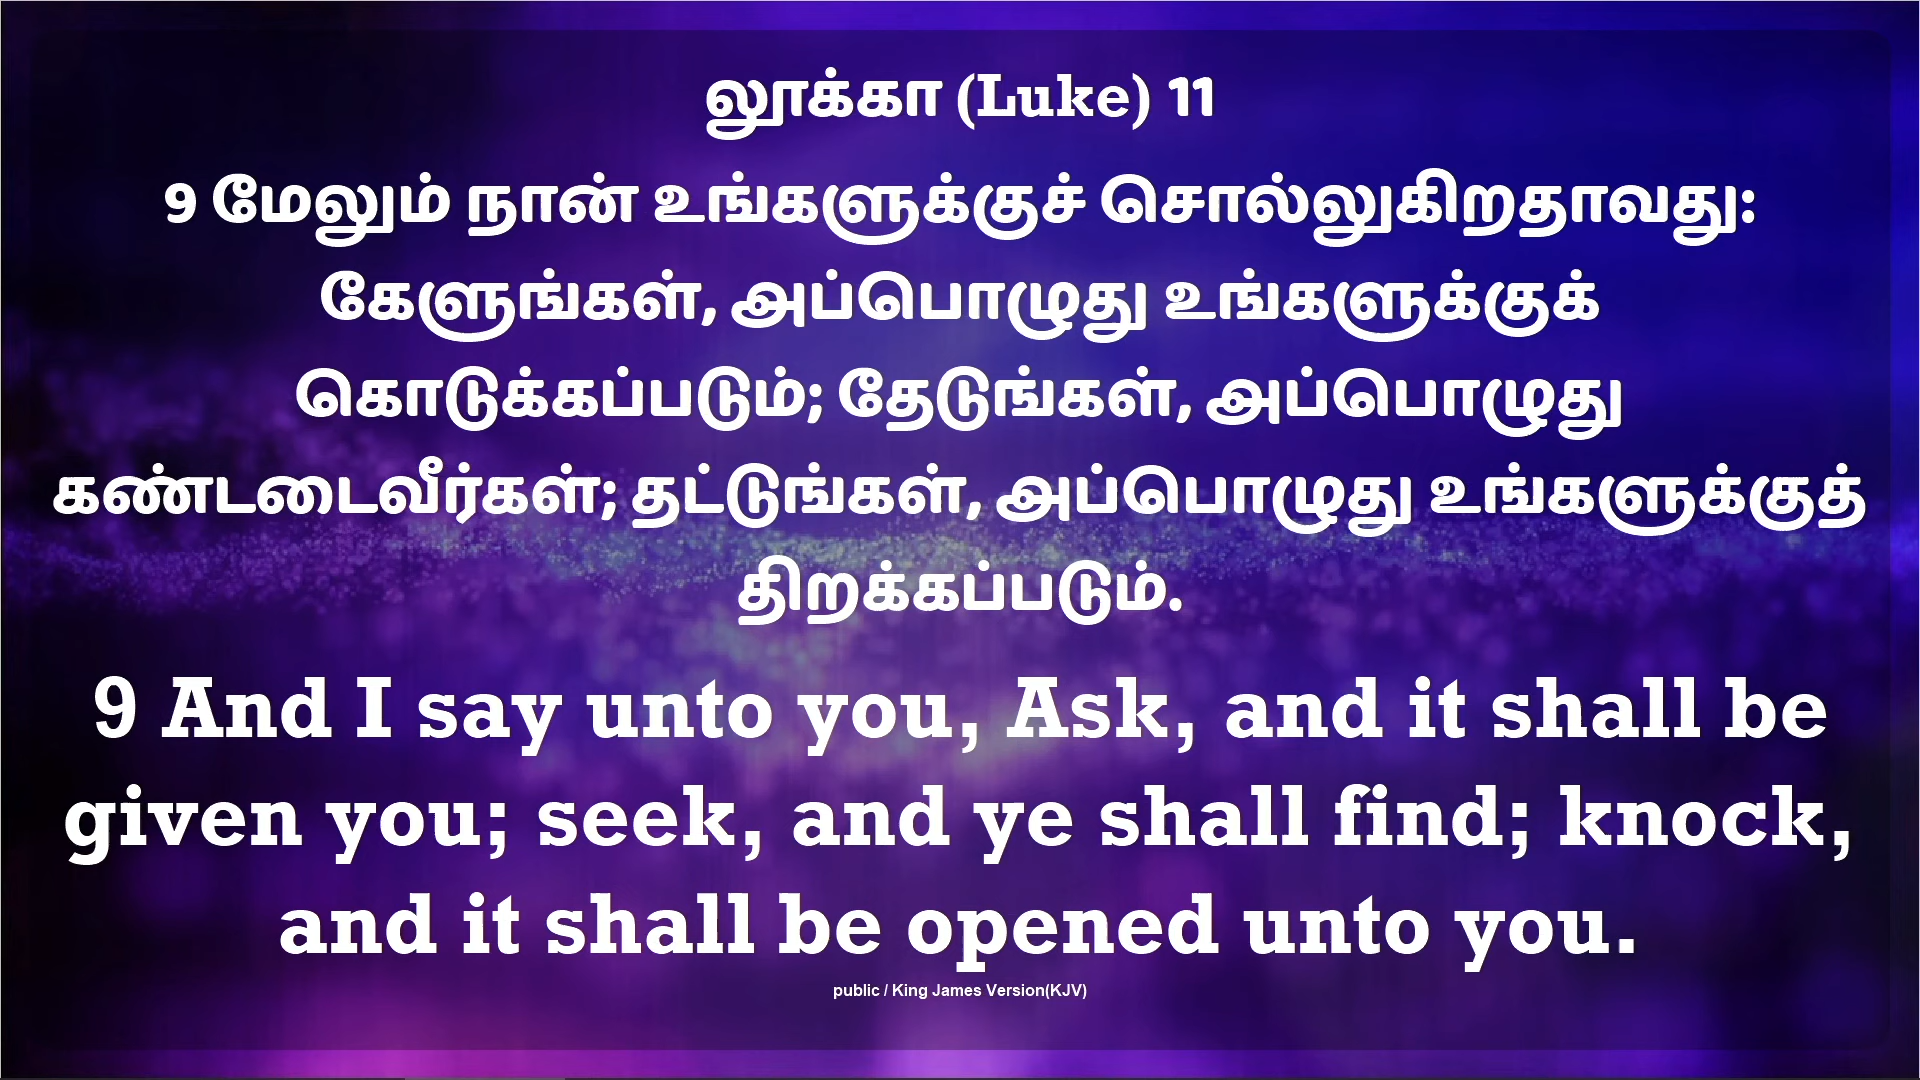 லூக்கா (Luke) 11
9 மேலும் நான் உங்களுக்குச் சொல்லுகிறதாவது:
கேளுங்கள், அப்பொழுது உங்களுக்குக்
கொடுக்கப்படும்; தேடுங்கள், அப்பொழுது
கண்டடைவீர்கள்; தட்டுங்கள், அப்பொழுது உங்களுக்குத்
திறக்கப்படும்.
9 And I say unto you, Ask, and it shall be
given you; seek, and ye shall find; knock,
and it shall be opened unto you.
public / King James Version(KJV)